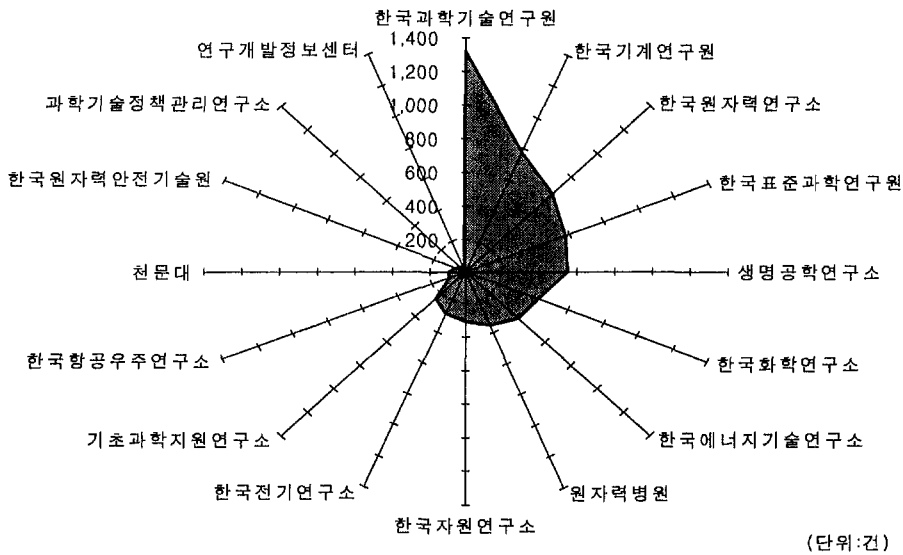 한국과학기술연구원
1,400
1,200
1,000
800
600
400
200
한국기계연구원
한국원자력연구소
한국표준과학연구원
생명공학연구소
한국화학연구소
한국에너지기술연구소
원자력병원
한국자원연구소
한국전기연구소
기초과학지원연구소
한국항공우주연구소
천문대
한국원자력안전기술원
과학기술정책관리연구소
연구개발정보센터
(단위:건)